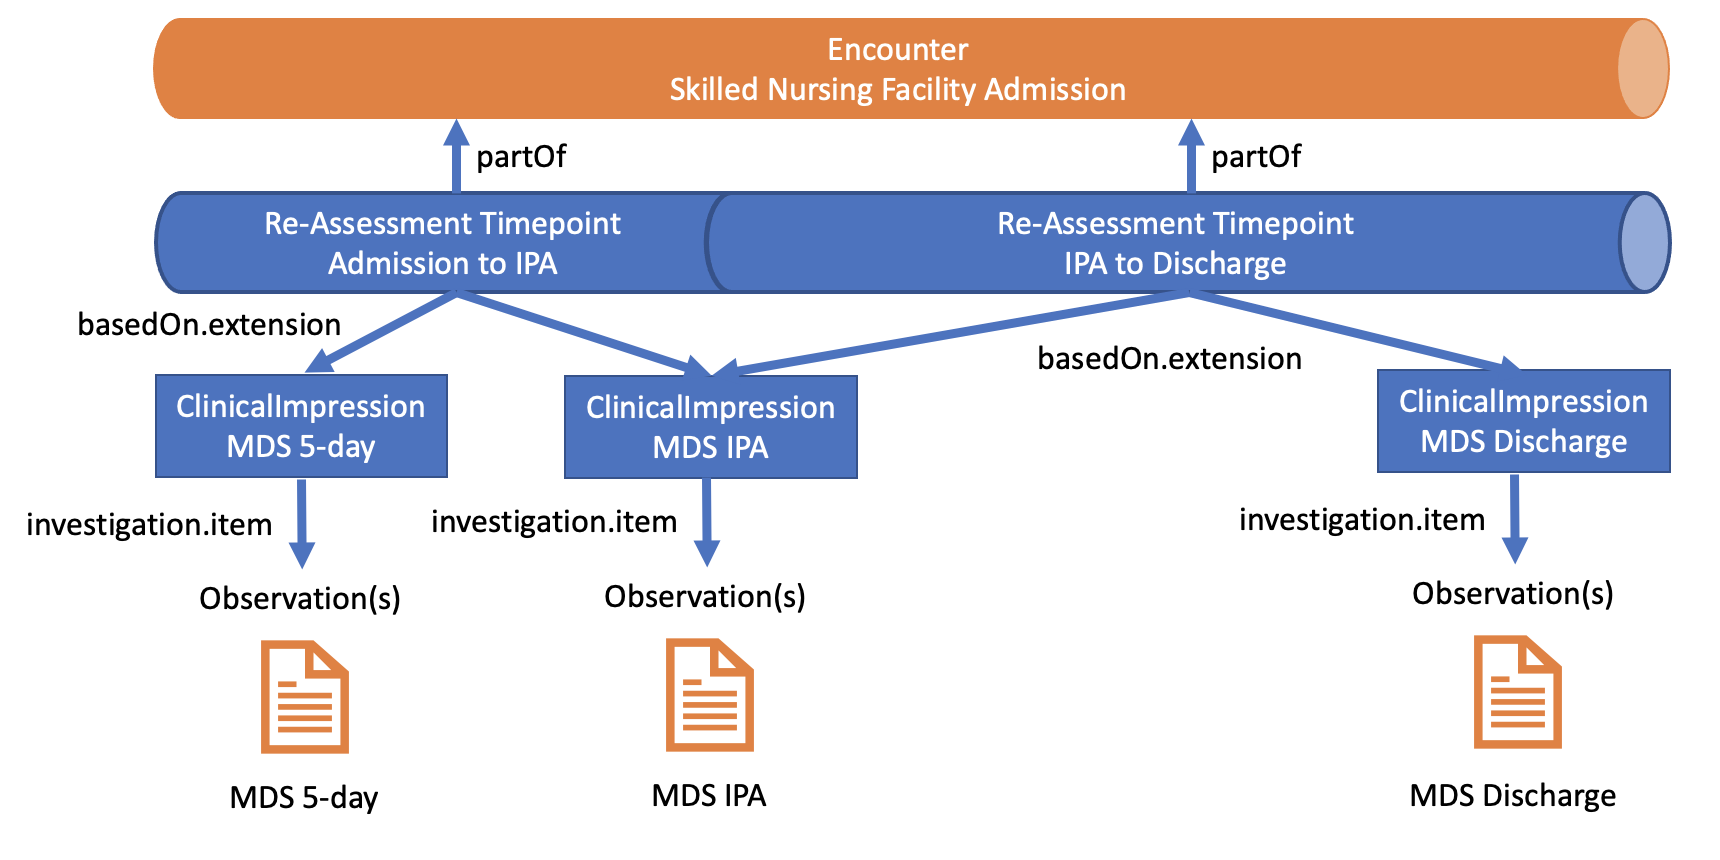 Encounter
Skilled Nursing Facility Admission
partOf
partOf
Re-Assessment Timepoint
Admission to IPA
Re-Assessment Timepoint
IPA to Discharge
basedOn.extension
basedOn.extension
ClinicalImpression
MDS 5-day
ClinicalImpression
MDS IPA
ClinicalImpression
MDS Discharge
investigation.item
investigation.item
investigation.item
Observation(s)
Observation(s)
Observation(s)
MDS 5-day
MDS IPA
MDS Discharge